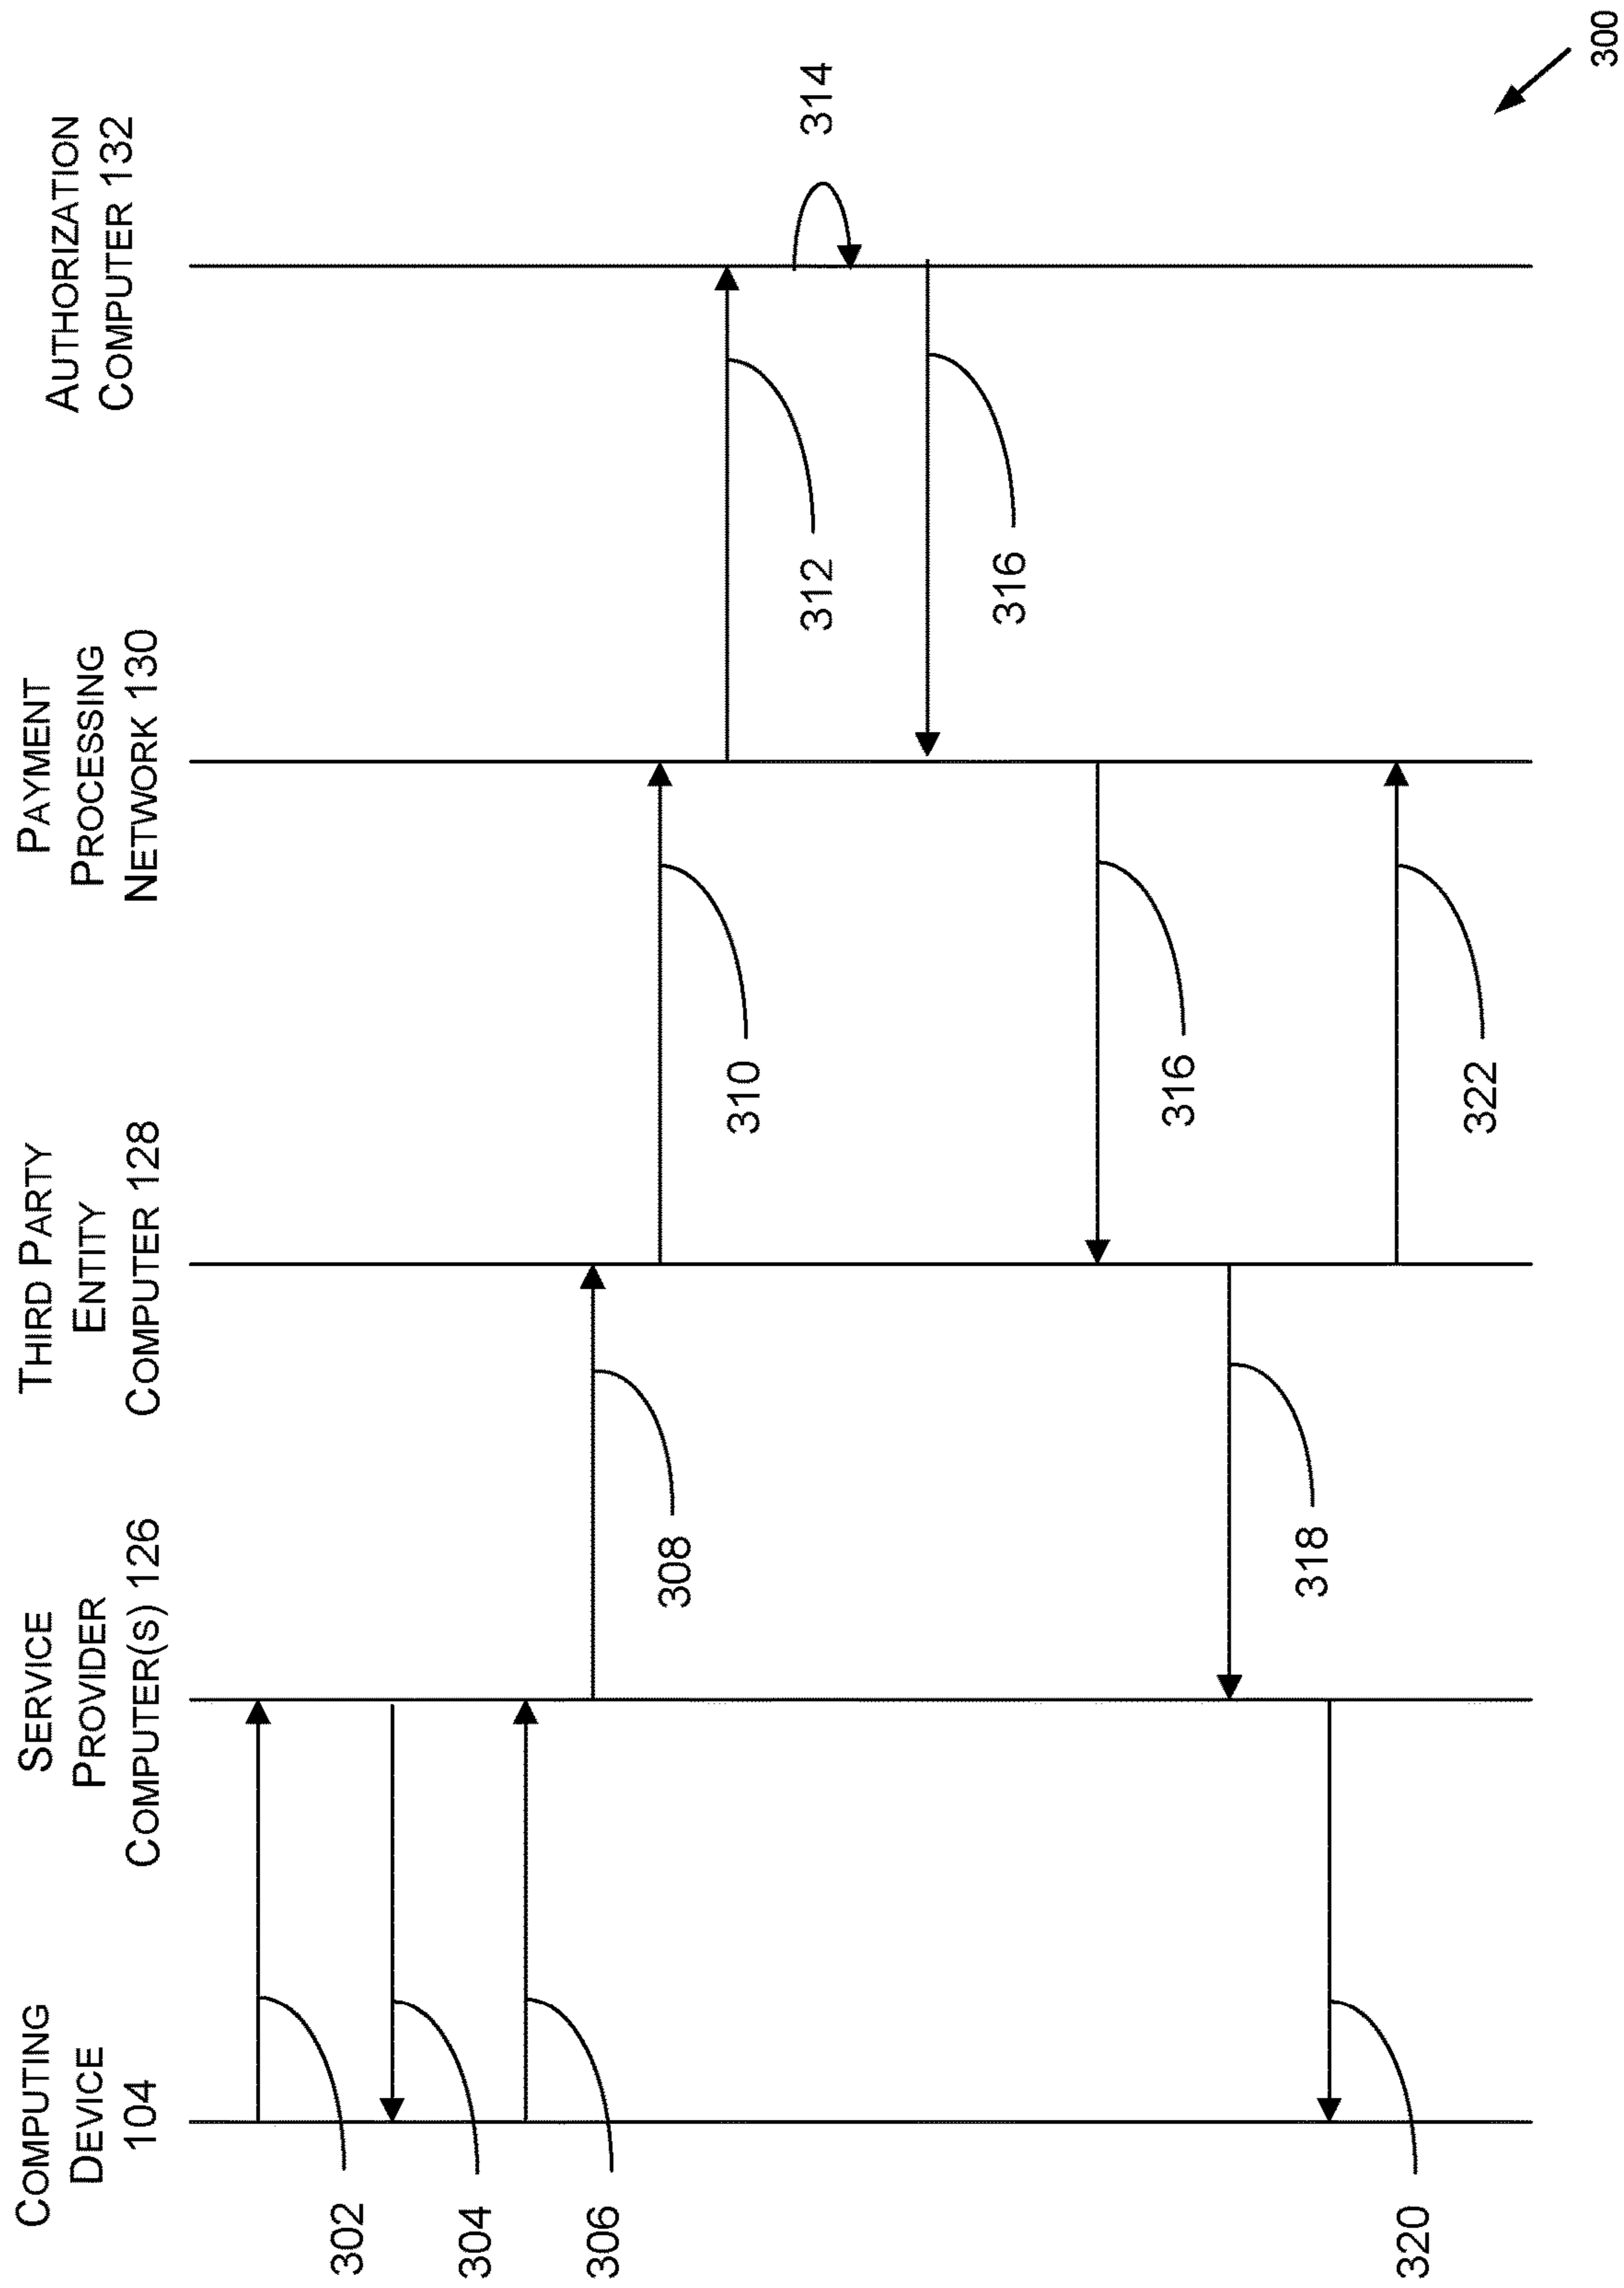 COMPUTING
DEVICE
104
SERVICE
PROVIDER
COMPUTER(S) 126
THIRD PARTY
ENTITY
COMPUTER 128
PAYMENT
PROCESSING
NETWORK 130
AUTHORIZATION
COMPUTER 132
302
304
306
308
310
312
314
316
316
318
320
322
300